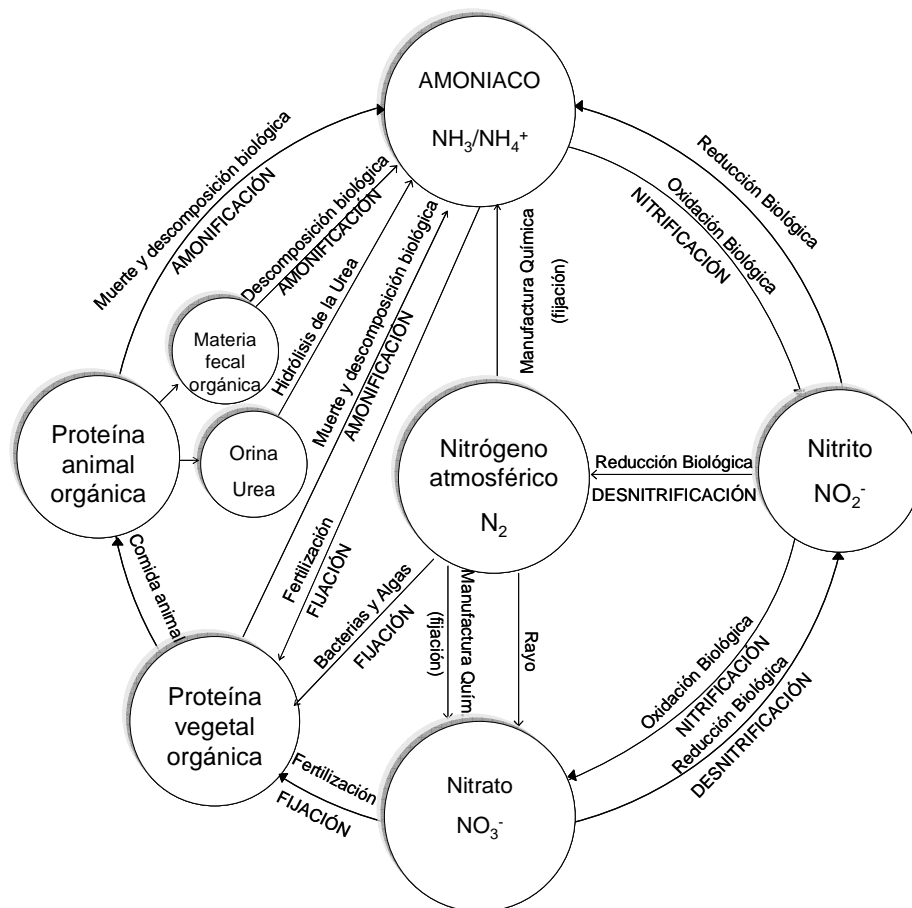 AMONIACO
NH₃/NH₄⁺
Muerte y descomposición biológica
AMONIFICACIÓN
Descomposición biológica
AMONIFICACIÓN
Hidrólisis de la Urea
Muerte y descomposición biológica
AMONIFICACIÓN
Manufactura Química
(fijación)
Oxidación Biológica
NITRIFICACIÓN
Reducción Biológica
Materia
fecal
orgánica
Proteína
animal
orgánica
Orina
Urea
Nitrógeno
atmosférico
N₂
Reducción Biológica
DESNITRIFICACIÓN
Nitrito
NO₂⁻
Comida animal
Fertilización
FIJACIÓN
Bacterias y Algas
FIJACIÓN
Manufactura Quím.
(fijación)
Rayo
Oxidación Biológica
NITRIFICACIÓN
Reducción Biológica
DESNITRIFICACIÓN
Proteína
vegetal
orgánica
Fertilización
FIJACIÓN
Nitrato
NO₃⁻